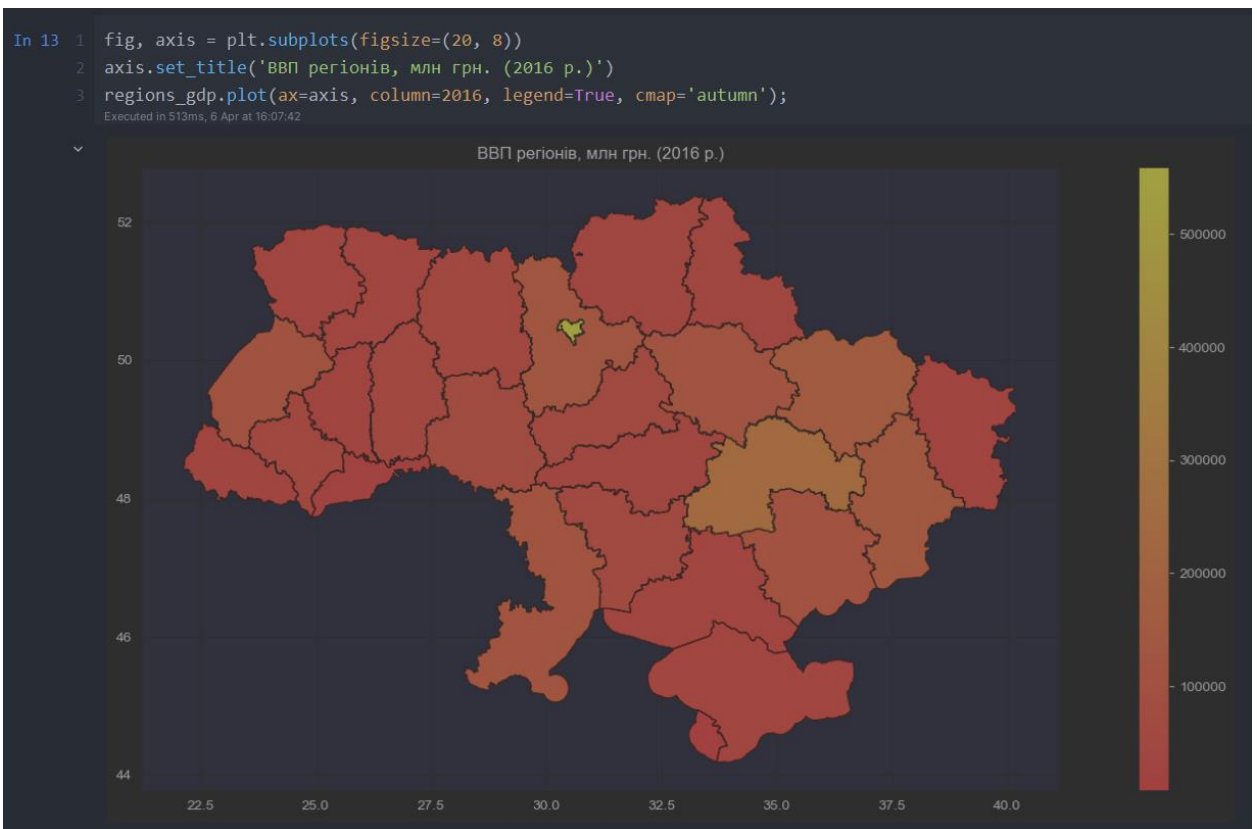 In 13 1 fig, axis = plt.subplots(figsize=(20, 8))
2 axis.set_title('ВВП регіонів, млн грн. (2016 р.)')
3 regions_gdp.plot(ax=axis, column=2016, legend=True, cmap='autumn');
Executed in 513ms, 6 Apr at 16:07:42
ВВП регіонів, млн грн. (2016 р.)
52
50
48
46
44
22.5 25.0 27.5 30.0 32.5 35.0 37.5 40.0
500000
400000
300000
200000
100000